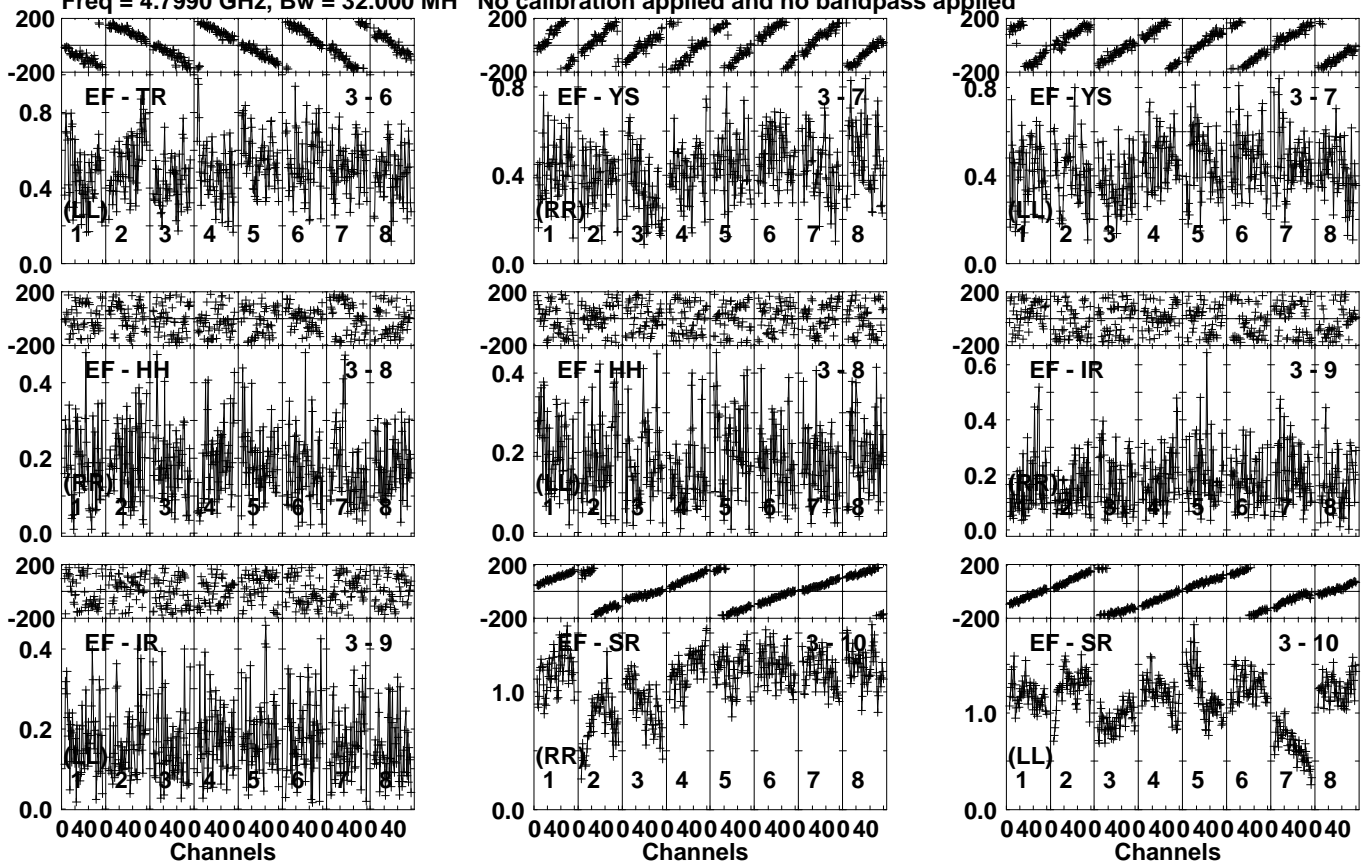 Freq = 4.7990 GHz, Bw = 32.000 MH No calibration applied and no bandpass applied
200
-200
EF - TR 3 - 6
0.8
0.4
(LL)
1 2 3 4 5 6 7 8
0.0
200
-200
EF - YS 3 - 7
0.8
0.4
(RR)
1 2 3 4 5 6 7 8
0.0
200
-200
EF - YS 3 - 7
0.8
0.4
(LL)
1 2 3 4 5 6 7 8
0.0
200
-200
EF - HH 3 - 8
0.4
0.2
(RR)
1 2 3 4 5 6 7 8
0.0
200
-200
EF - HH 3 - 8
0.4
0.2
(LL)
1 2 3 4 5 6 7 8
0.0
200
-200
EF - IR 3 - 9
0.6
0.4
0.2
(RR)
1 2 3 4 5 6 7 8
0.0
200
-200
EF - IR 3 - 9
0.4
0.2
(LL)
1 2 3 4 5 6 7 8
0.0
0 40 0 40 0 40 0 40 0 40 0 40 0 40 0 40
Channels
200
-200
EF - SR 3 - 10
1.0
(RR)
1 2 3 4 5 6 7 8
0.0
0 40 0 40 0 40 0 40 0 40 0 40 0 40 0 40
Channels
200
-200
EF - SR 3 - 10
1.0
(LL)
1 2 3 4 5 6 7 8
0.0
0 40 0 40 0 40 0 40 0 40 0 40 0 40 0 40
Channels